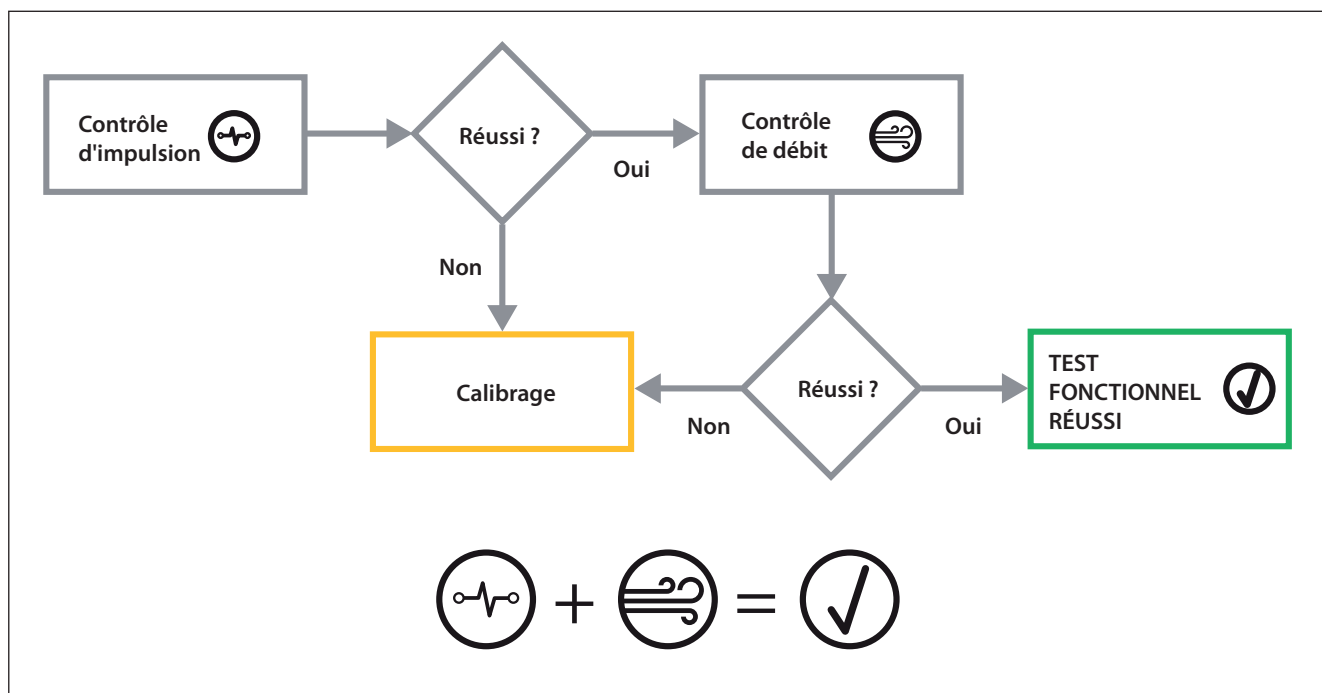 Contrôle
d'impulsion
Réussi ?
Oui
Contrôle
de débit
Non
Calibrage
Non
Réussi ?
Oui
TEST
FONCTIONNEL
RÉUSSI
+ =